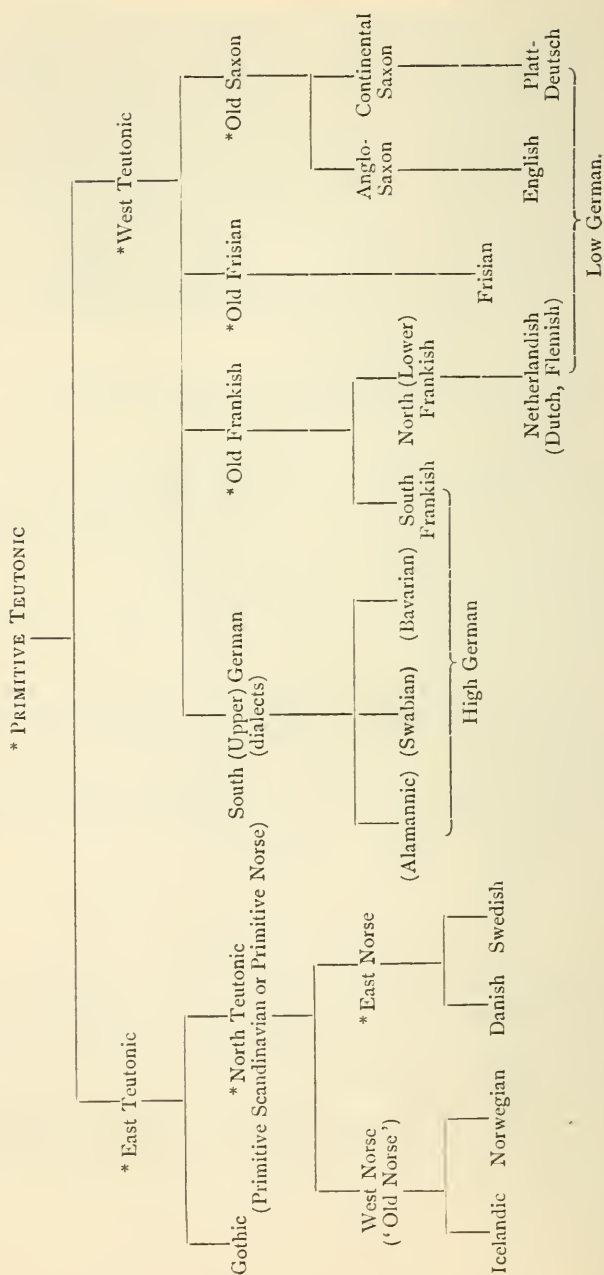 * PRIMITIVE TEUTONIC
* East Teutonic
*West Teutonic
Gothic
* North Teutonic
(Primitive Scandinavian or Primitive Norse)
South (Upper) German
(dialects)
*Old Frankish
*Old Frisian
*Old Saxon
West Norse
('Old Norse')
* East Norse
(Alamannic) (Swabian) (Bavarian)
South
Frankish
North (Lower)
Frankish
Anglo-
Saxon
Continental
Saxon
Icelandic Norwegian
Danish Swedish
High German
Netherlandish
(Dutch, Flemish)
Frisian
English
Platt-
Deutsch
Low German.